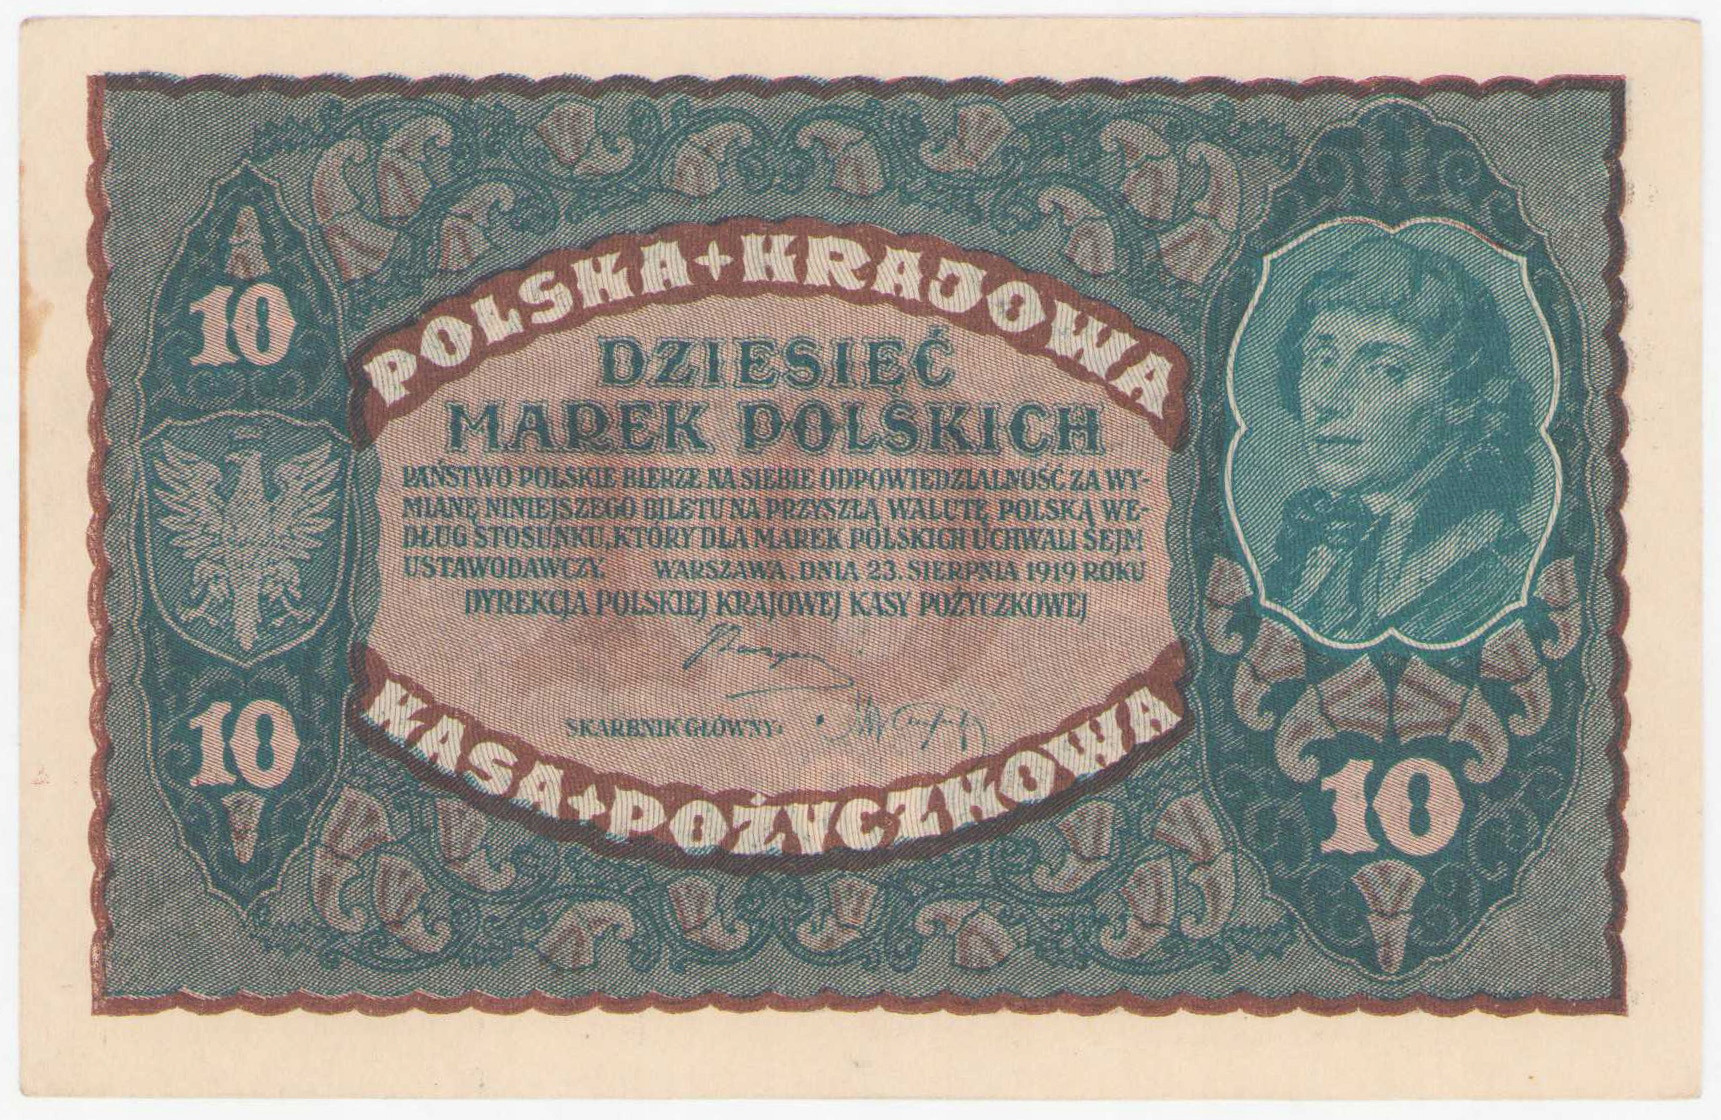 POLSKA+KRAJOWA
10
DZIESIĘĆ
MAREK POLSKICH
PAŃSTWO POLSKIE BIERZE NA SIEBIE ODPOWIEDZIALNOŚĆ ZA WY-
MIANĘ NINIEJSZEGO BILETU NA PRZYSZŁĄ WALUTĘ POLSKĄ WE-
DŁUG STOSUNKU, KTÓRY DLA MAREK POLSKICH UCHWALI SEJM
USTAWODAWCZY. WARSZAWA. DNIA 23. SIERPNIA 1919 ROKU
DYREKCJA POLSKIEJ KRAJOWEJ KASY POŻYCZKOWEJ
SKARBNIK GŁÓWNY:
10
10
KASA+POŻYCZKOWA